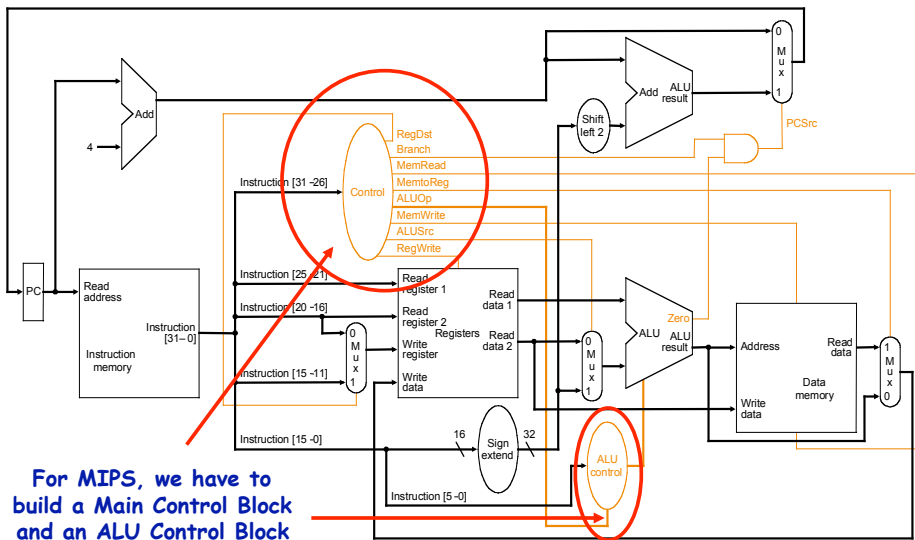 0
M
u
x
1
Add
ALU
result
Add
Shift
left 2
PCSrc
4
RegDst
Branch
MemRead
MemtoReg
ALUOp
MemWrite
ALUSrc
RegWrite
Control
Instruction [31 -26]
PC
Read
address
Instruction
[31– 0]
Instruction
memory
Instruction [25 -21]
Instruction [20 -16]
Instruction [15 -11]
Instruction [15 -0]
0
M
u
x
1
Read
register 1
Read
register 2
Registers
Write
register
Write
data
Read
data 1
Read
data 2
0
M
u
x
1
Zero
ALU
ALU
result
Address
Read
data
Data
memory
Write
data
1
M
u
x
0
16
Sign
extend
32
ALU
control
Instruction [5 -0]
For MIPS, we have to
build a Main Control Block
and an ALU Control Block